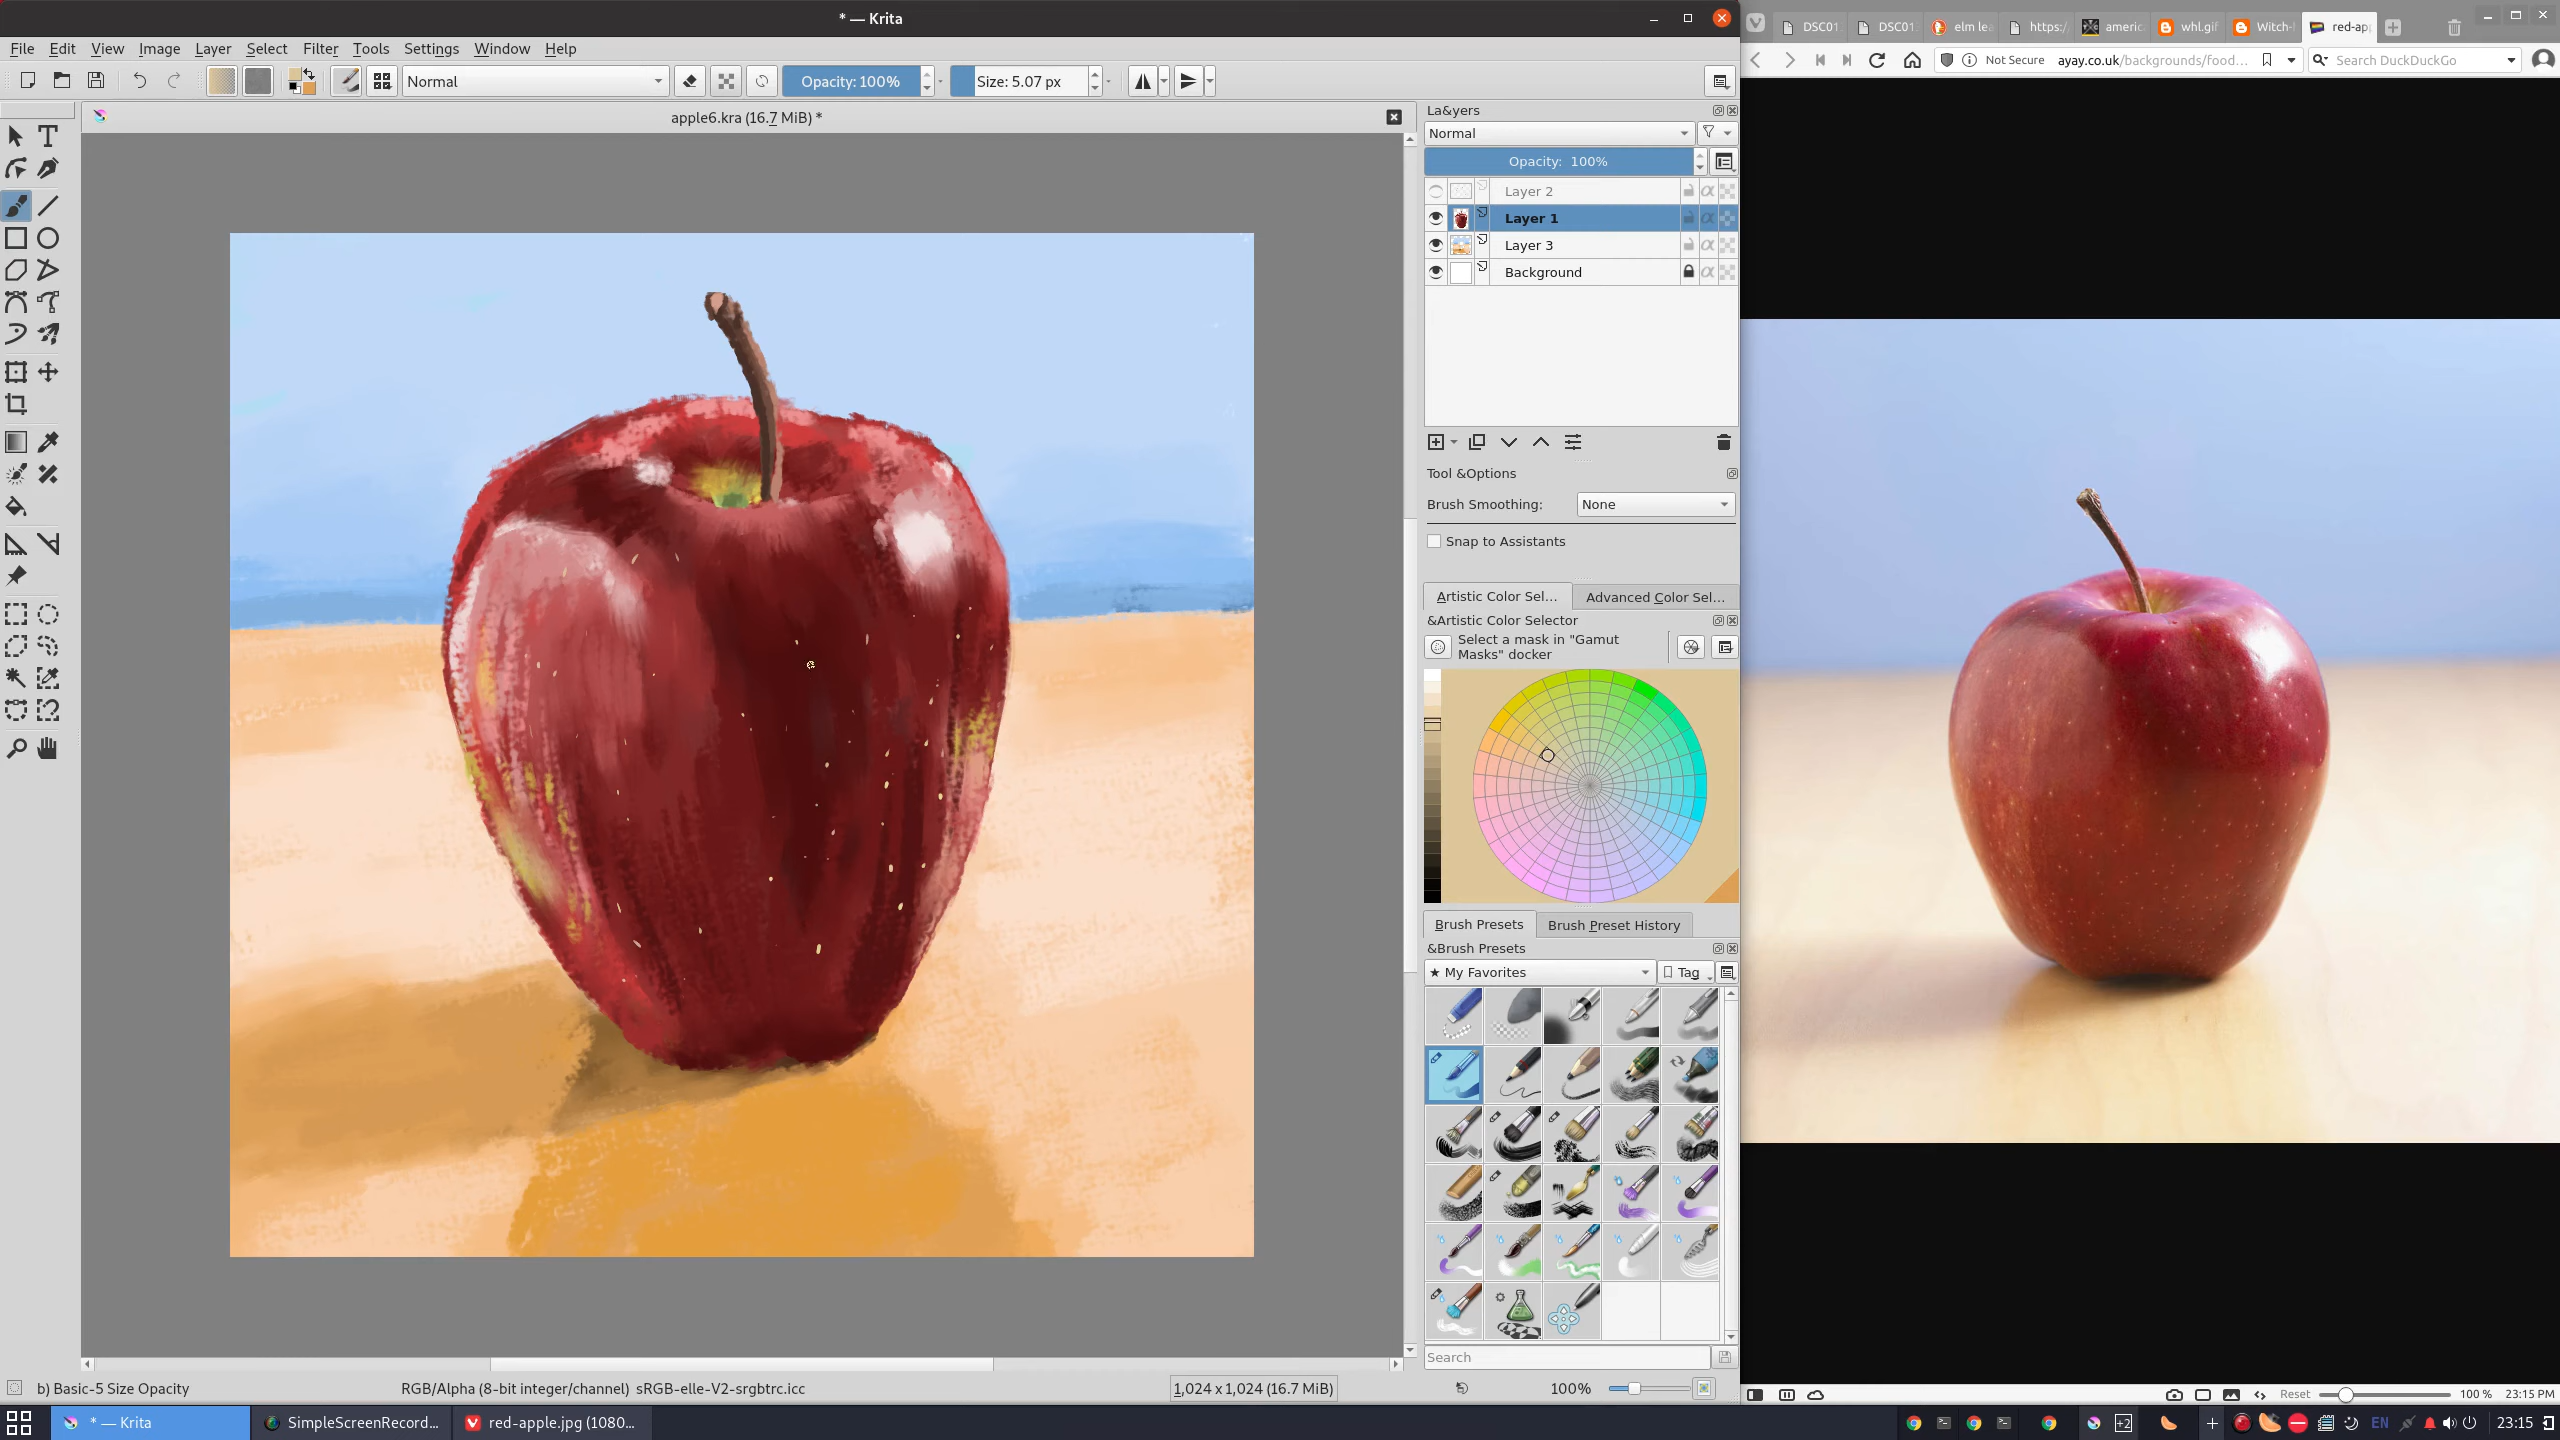 * — Krita
File Edit View Image Layer Select Filter Tools Settings Window Help
Normal
Opacity: 100%
Size: 5.07 px
apple6.kra (16.7 MiB) *
La&yers
Normal
Opacity: 100%
Layer 2
Layer 1
Layer 3
Background
Tool &Options
Brush Smoothing: None
Snap to Assistants
Artistic Color Sel... Advanced Color Sel...
&Artistic Color Selector
Select a mask in "Gamut
Masks" docker
Brush Presets Brush Preset History
&Brush Presets
★ My Favorites Tag
Search
b) Basic-5 Size Opacity RGB/Alpha (8-bit integer/channel) sRGB-elle-V2-srgbtrc.icc 1,024 x 1,024 (16.7 MiB) 100%
DSC01 DSC01 elm lea https:/ americ whl.gif Witch- red-ap
Not Secure ayay.co.uk/backgrounds/food... Search DuckDuckGo
Reset 100 % 23:15 PM
* — Krita SimpleScreenRecord... red-apple.jpg (1080... +2 EN 23:15